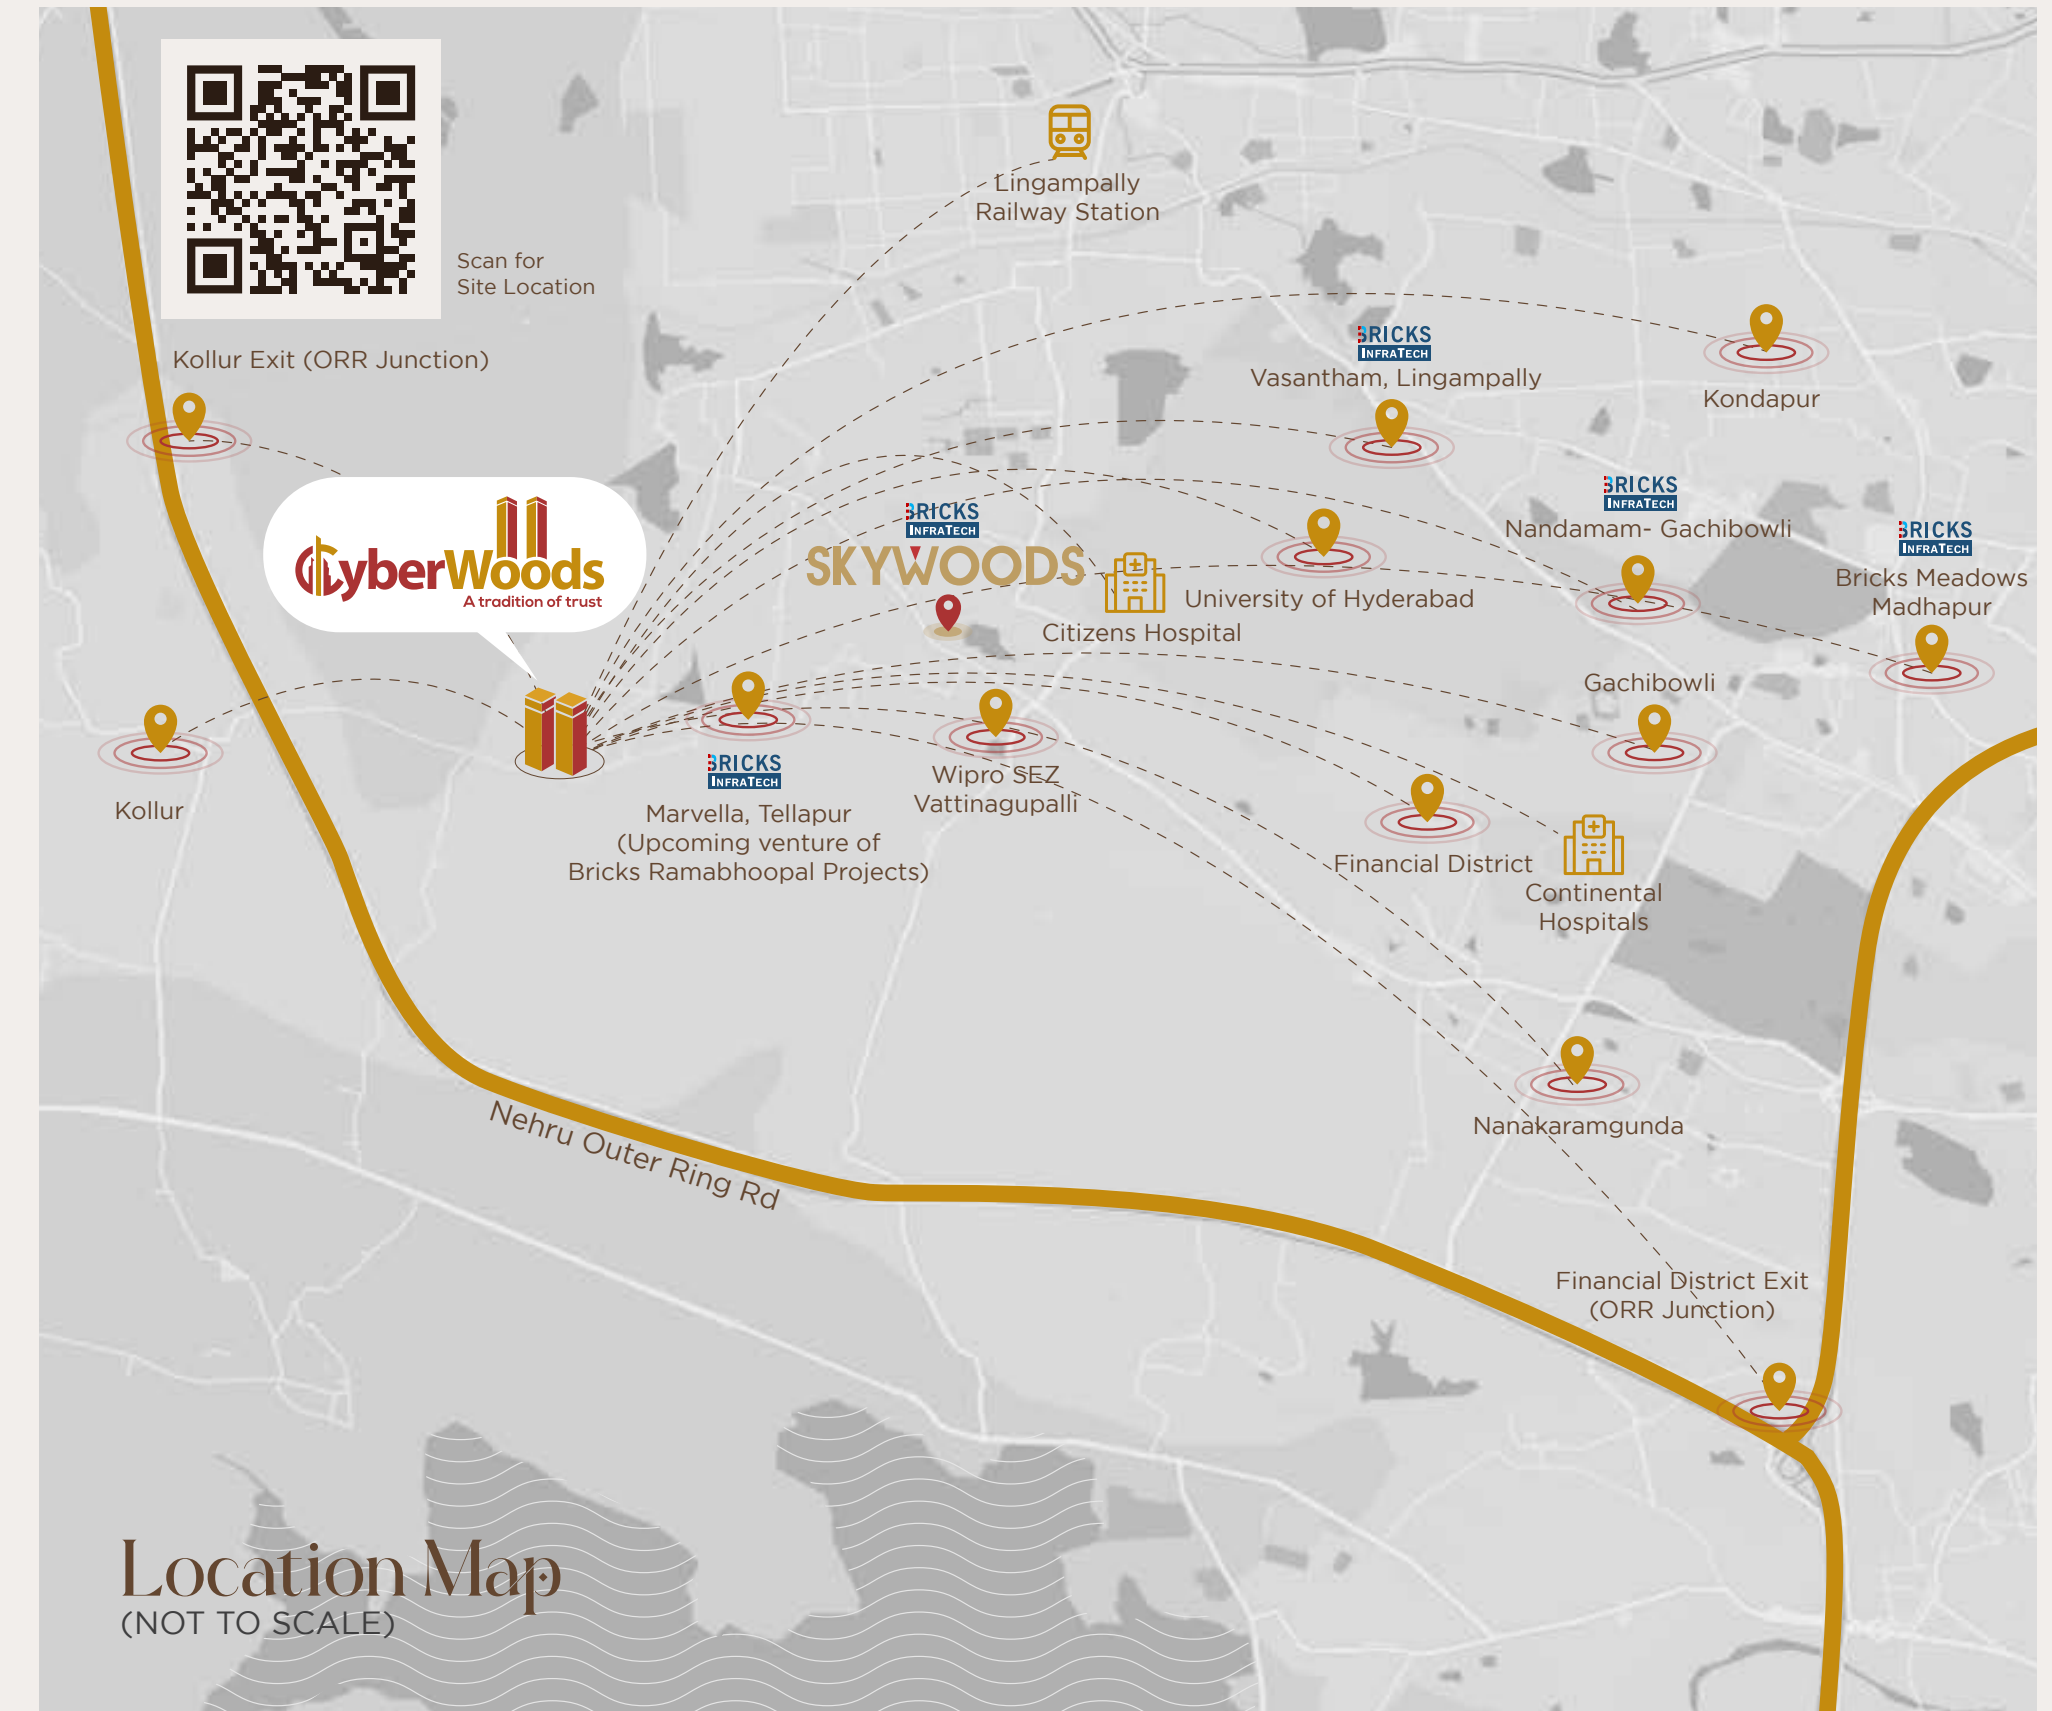 Scan for
Site Location
Lingampally
Railway Station
Kollur Exit (ORR Junction)
BRICKS
INFRATECH
Vasantham, Lingampally
Kondapur
CyberWoods
A tradition of trust
BRICKS
INFRATECH
SKYWOODS
BRICKS
INFRATECH
Nandamam- Gachibowli
BRICKS
INFRATECH
Bricks Meadows
Madhapur
University of Hyderabad
Citizens Hospital
Gachibowli
Kollur
BRICKS
INFRATECH
Marvella, Tellapur
(Upcoming venture of
Bricks Ramabhoopal Projects)
Wipro SEZ
Vattinagupalli
Financial District
Continental
Hospitals
Nanakaramgunda
Nehru Outer Ring Rd
Financial District Exit
(ORR Junction)
Location Map
(NOT TO SCALE)